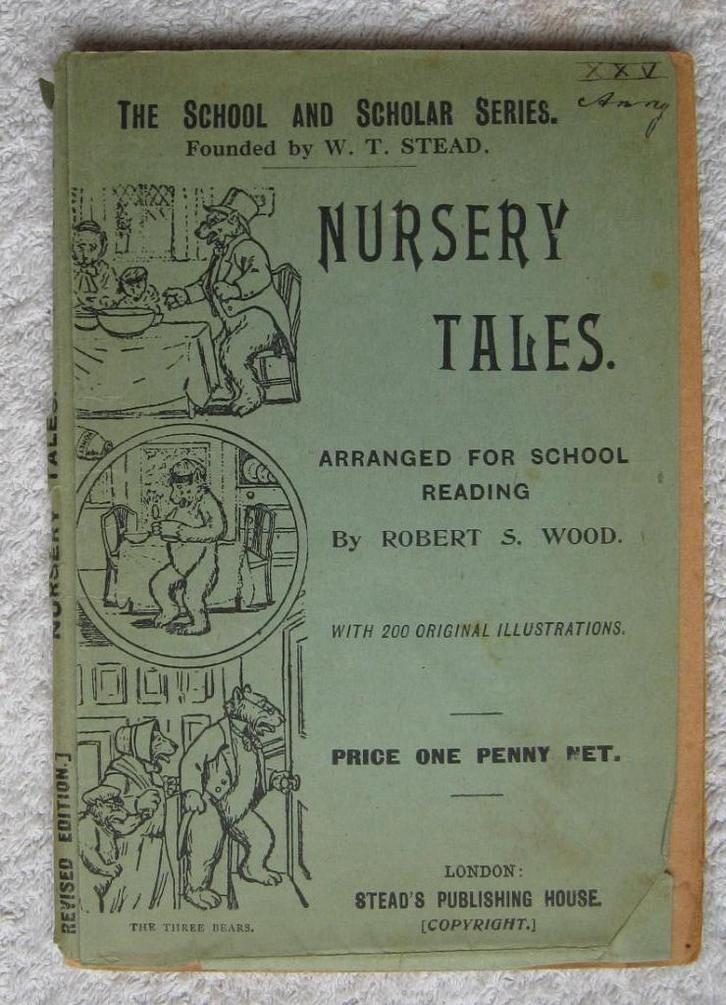 XXV
THE SCHOOL AND SCHOLAR SERIES.
Founded by W. T. STEAD.
NURSERY
TALES.
ARRANGED FOR SCHOOL
READING
By ROBERT S. WOOD.
WITH 200 ORIGINAL ILLUSTRATIONS.
PRICE ONE PENNY NET.
LONDON:
STEAD'S PUBLISHING HOUSE.
[COPYRIGHT.]
THE THREE BEARS.
NURSERY TALES.
REVISED EDITION.]